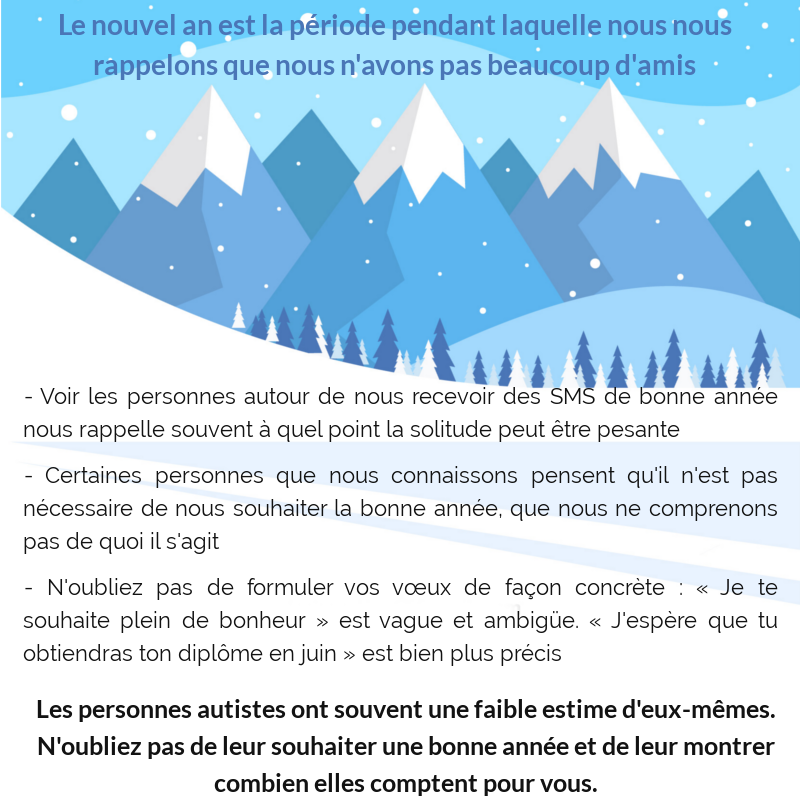 Le nouvel an est la période pendant laquelle nous nous
rappelons que nous n'avons pas beaucoup d'amis
- Voir les personnes autour de nous recevoir des SMS de bonne année
nous rappelle souvent à quel point la solitude peut être pesante
- Certaines personnes que nous connaissons pensent qu'il n'est pas
nécessaire de nous souhaiter la bonne année, que nous ne comprenons
pas de quoi il s'agit
- N'oubliez pas de formuler vos vœux de façon concrète : « Je te
souhaite plein de bonheur » est vague et ambigüe. « J'espère que tu
obtiendras ton diplôme en juin » est bien plus précis
Les personnes autistes ont souvent une faible estime d'eux-mêmes.
N'oubliez pas de leur souhaiter une bonne année et de leur montrer
combien elles comptent pour vous.